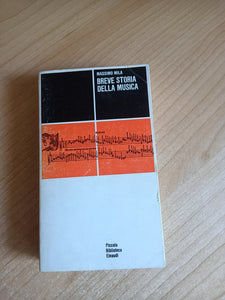 MASSIMO MILA
BREVE STORIA
DELLA MUSICA
Piccola
Biblioteca
Einaudi